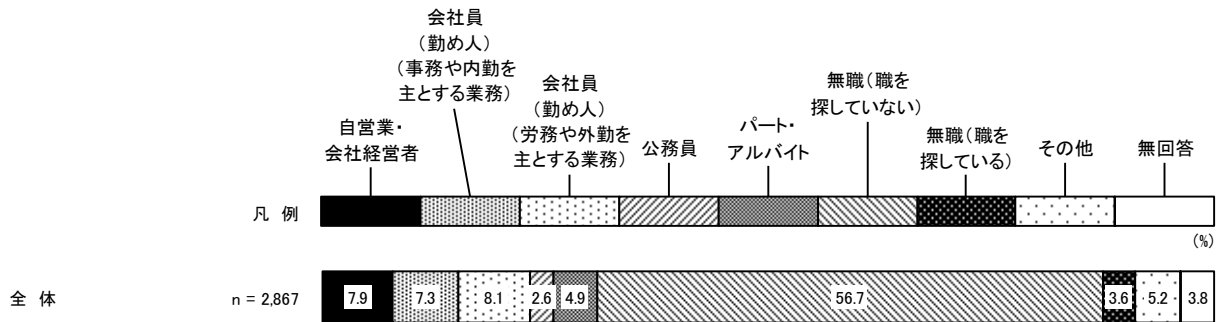 自営業・
会社経営者
会社員
(勤め人)
(事務や内勤を
主とする業務)
会社員
(勤め人)
(労務や外勤を
主とする業務)
公務員
パート・
アルバイト
無職(職を
探していない)
無職(職を
探している)
その他
無回答
凡 例
(%)
全 体
n = 2,867
7.9
7.3
8.1
2.6
4.9
56.7
3.6
5.2
3.8